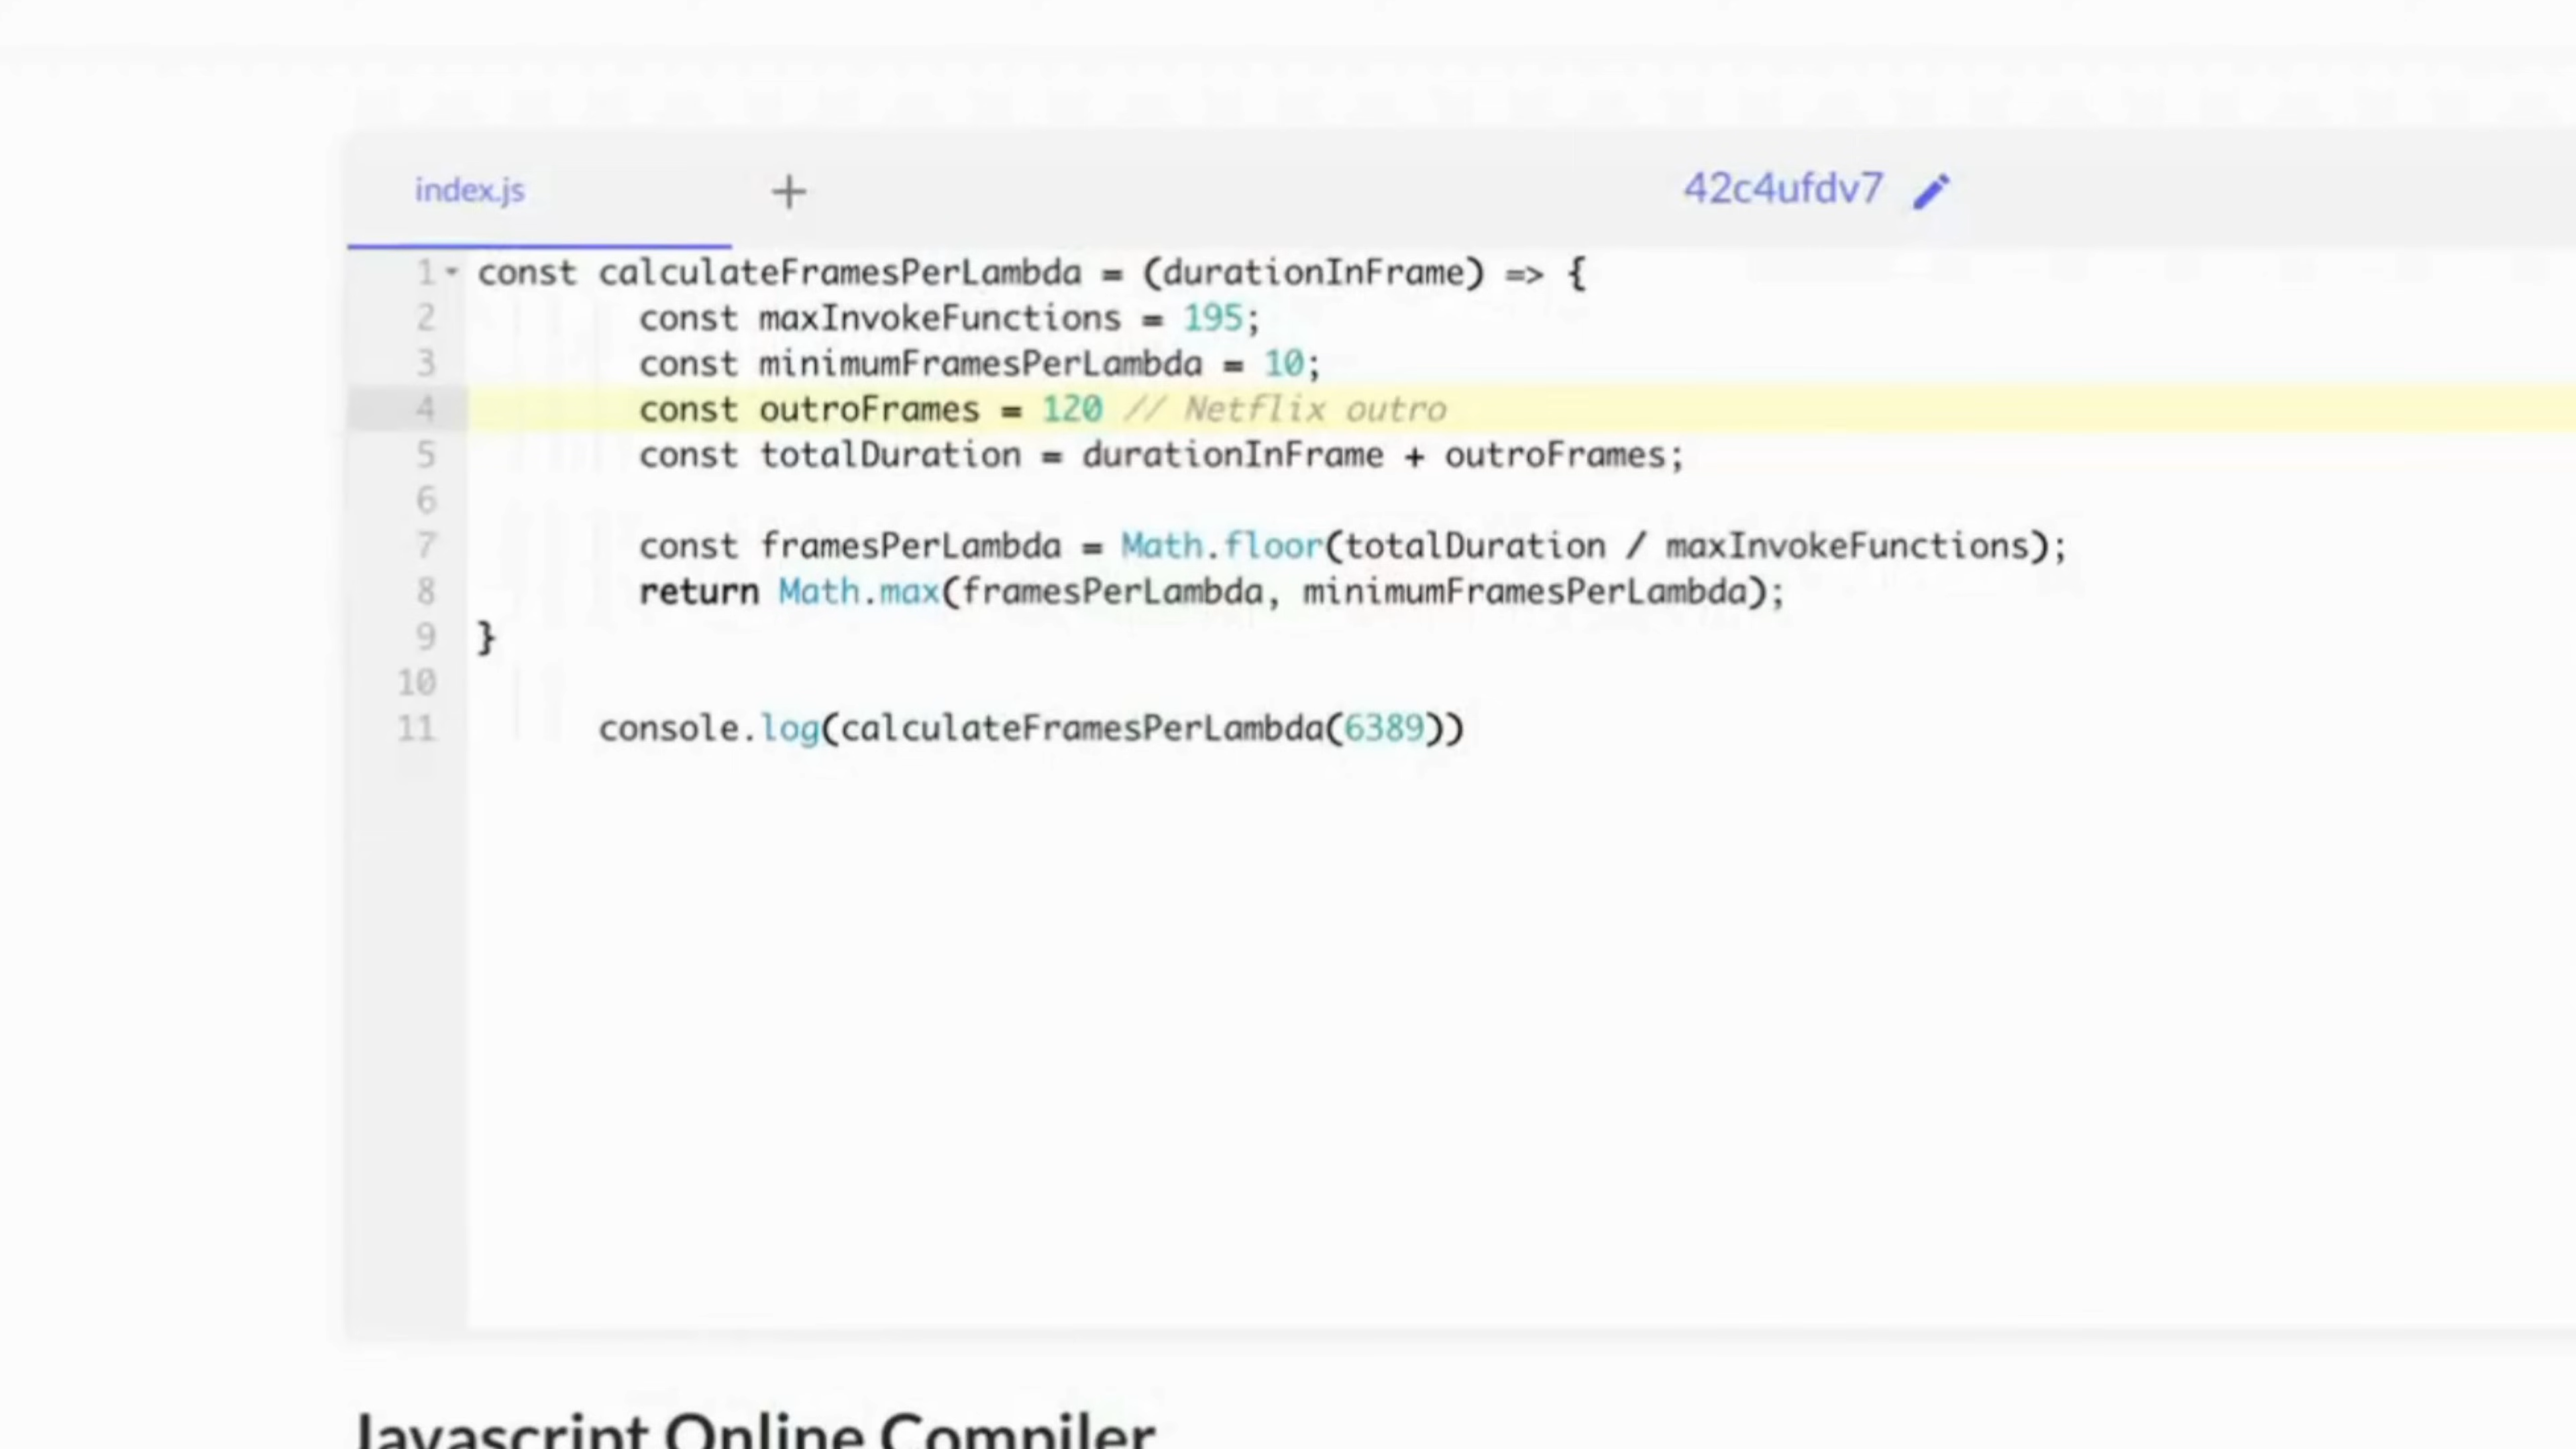 index.js + 42c4ufdv7
1 const calculateFramesPerLambda = (durationInFrame) => {
2 const maxInvokeFunctions = 195;
3 const minimumFramesPerLambda = 10;
4 const outroFrames = 120 // Netflix outro
5 const totalDuration = durationInFrame + outroFrames;
6
7 const framesPerLambda = Math.floor(totalDuration / maxInvokeFunctions);
8 return Math.max(framesPerLambda, minimumFramesPerLambda);
9 }
10
11 console.log(calculateFramesPerLambda(6389))
Javascript Online Compiler